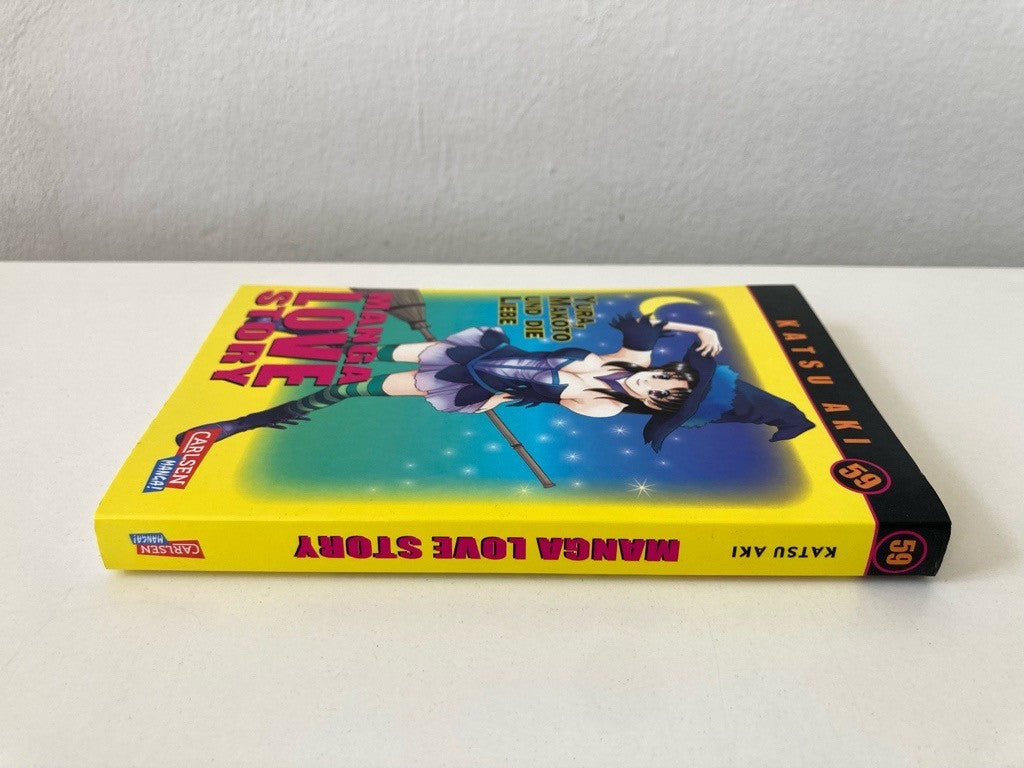 KATSU AKI
59
YURA,
MAKOTO
UND DIE
LIEBE
MANGA
LOVE
STORY
CARLSEN
MANGA!
59
KATSU AKI
MANGA LOVE STORY
CARLSEN
MANGA!